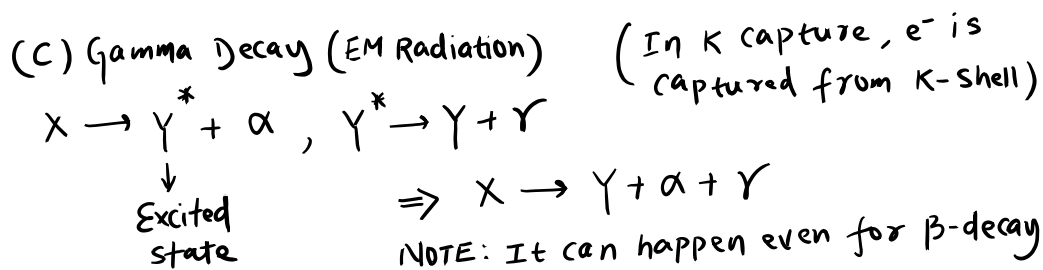 (C) Gamma Decay (EM Radiation)
(In K capture, e⁻ is
captured from K-Shell)
X → Y* + α , Y* → Y + γ
↓
Excited
state
⇒ X → Y + α + γ
NOTE: It can happen even for β-decay